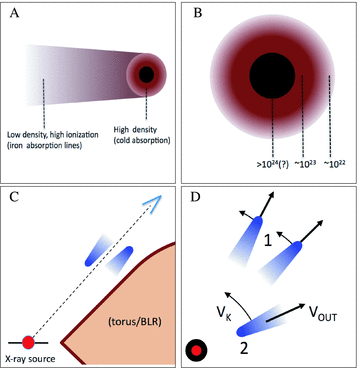 A
Low density, high ionization
(iron absorption lines)
High density
(cold absorption)
B
>10²⁴(?)
~10²³
~10²²
C
(torus/BLR)
X-ray source
D
1
V_K
V_OUT
2